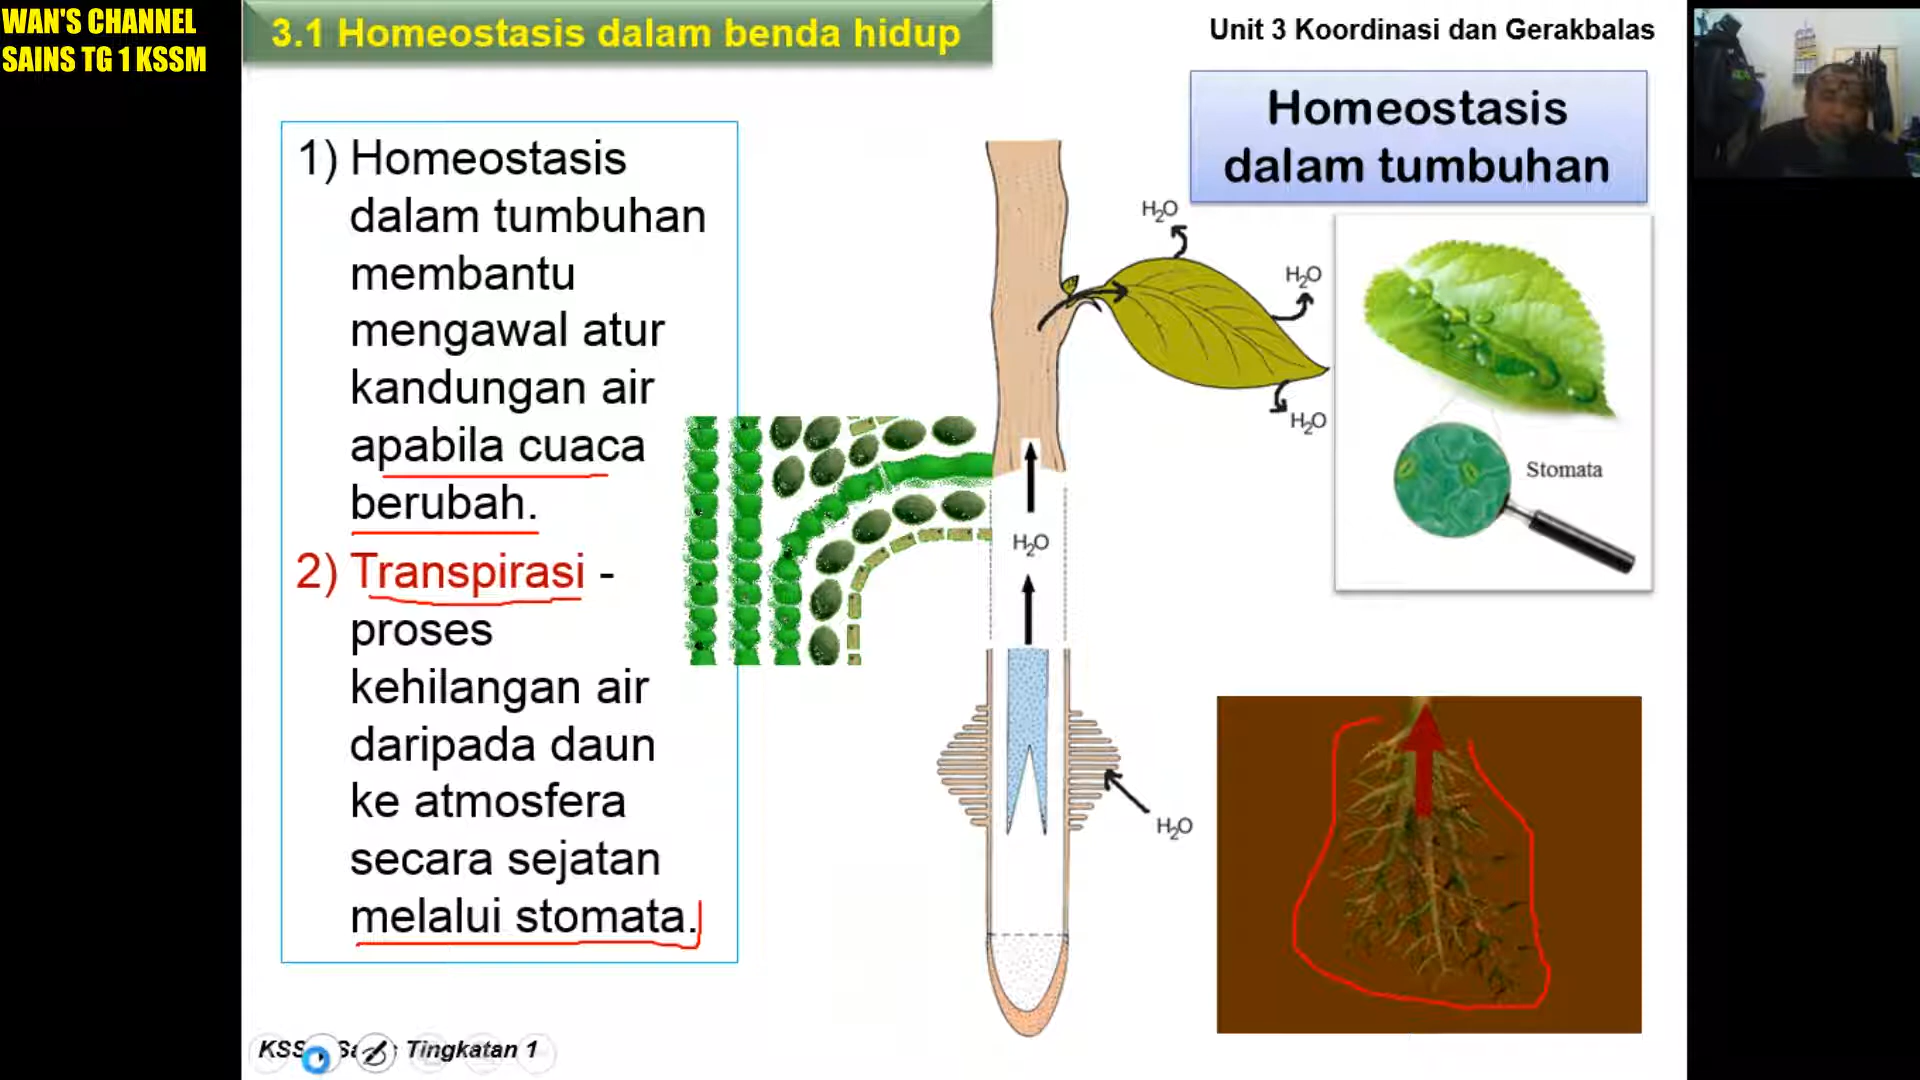 WAN'S CHANNEL
SAINS TG 1 KSSM
3.1 Homeostasis dalam benda hidup
Unit 3 Koordinasi dan Gerakbalas
Homeostasis
dalam tumbuhan
1) Homeostasis
dalam tumbuhan
membantu
mengawal atur
kandungan air
apabila cuaca
berubah.
2) Transpirasi -
proses
kehilangan air
daripada daun
ke atmosfera
secara sejatan
melalui stomata.
H₂O
H₂O
H₂O
H₂O
H₂O
Stomata
Tingkatan 1